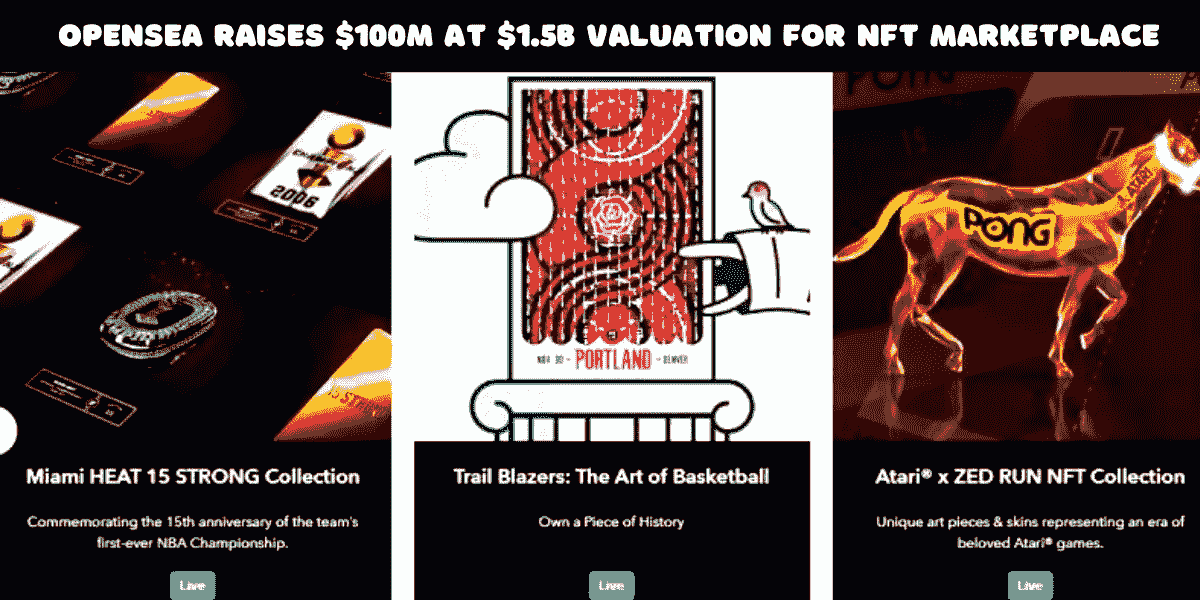 OPENSEA RAISES $100M AT $1.5B VALUATION FOR NFT MARKETPLACE
2006
PORTLAND
- DENVER
PONG
ATARI
PONG
Miami HEAT 15 STRONG Collection
Commemorating the 15th anniversary of the team's
first-ever NBA Championship.
Live
Trail Blazers: The Art of Basketball
Own a Piece of History
Live
Atari® x ZED RUN NFT Collection
Unique art pieces & skins representing an era of
beloved Atari® games.
Live